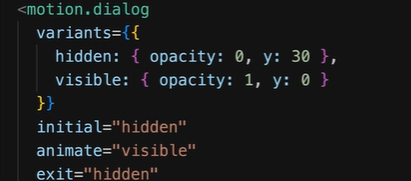 <motion.dialog
variants={{
hidden: { opacity: 0, y: 30 },
visible: { opacity: 1, y: 0 }
}}
initial="hidden"
animate="visible"
exit="hidden"